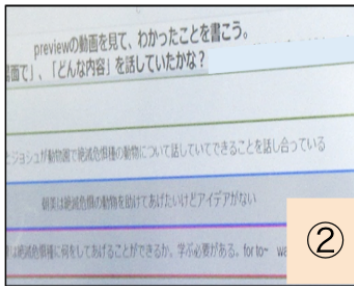 previewの動画を見て、わかったことを書こう。
面で」、「どんな内容」を話していたかな？
とジョシュが動物園で絶滅危惧種の動物について話していてできることを話し合っている
朝美は絶滅危惧の動物を助けてあげたいけどアイデアがない
は絶滅危惧種に何をしてあげることができるか、学ぶ必要がある。for to~ wa
②